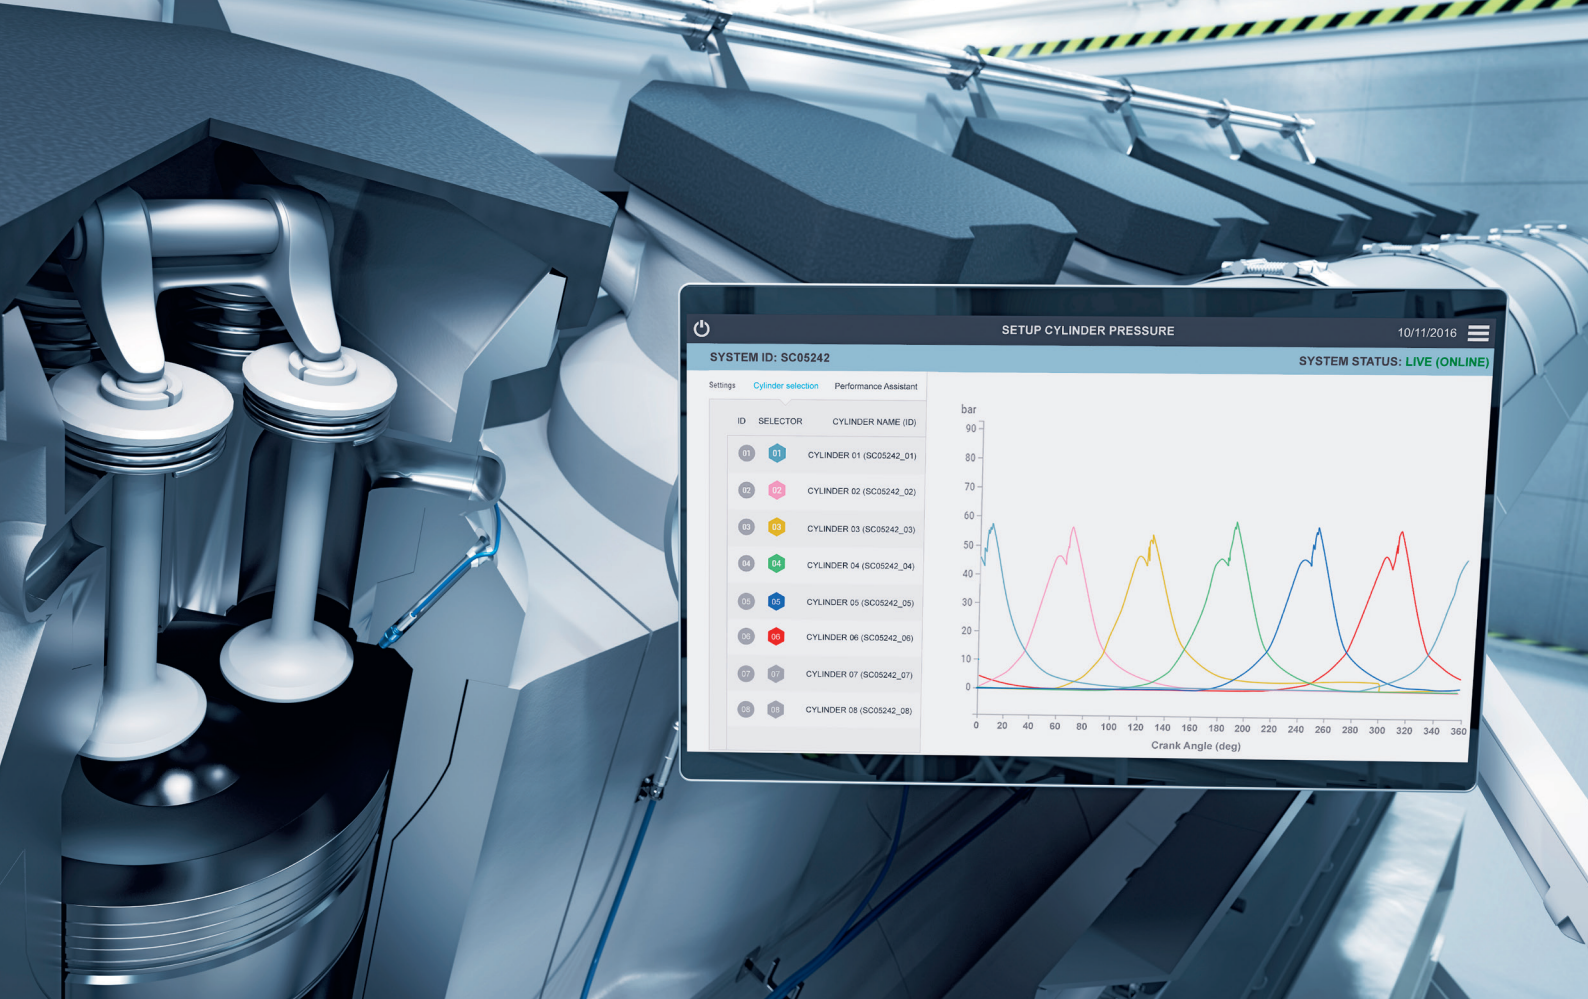 SETUP CYLINDER PRESSURE
10/11/2016
SYSTEM ID: SC05242
SYSTEM STATUS: LIVE (ONLINE)
Settings Cylinder selection Performance Assistant
ID SELECTOR CYLINDER NAME (ID)
01 01 CYLINDER 01 (SC05242_01)
02 02 CYLINDER 02 (SC05242_02)
03 03 CYLINDER 03 (SC05242_03)
04 04 CYLINDER 04 (SC05242_04)
05 05 CYLINDER 05 (SC05242_05)
06 06 CYLINDER 06 (SC05242_06)
07 07 CYLINDER 07 (SC05242_07)
08 08 CYLINDER 08 (SC05242_08)
bar
90
80
70
60
50
40
30
20
10
0
0 20 40 60 80 100 120 140 160 180 200 220 240 260 280 300 320 340 360
Crank Angle (deg)